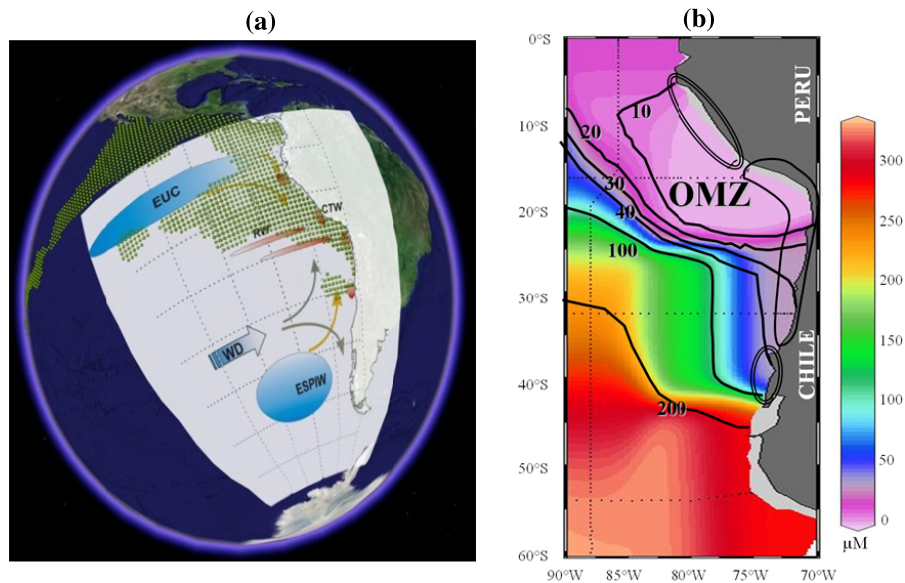 (a)
(b)
EUC
RW
CTW
WD
ESPIW
0°S
10°S
20°S
30°S
40°S
50°S
60°S
90°W
85°W
80°W
75°W
70°W
PERU
CHILE
OMZ
10
20
30
40
100
200
300
250
200
150
100
50
0
µM